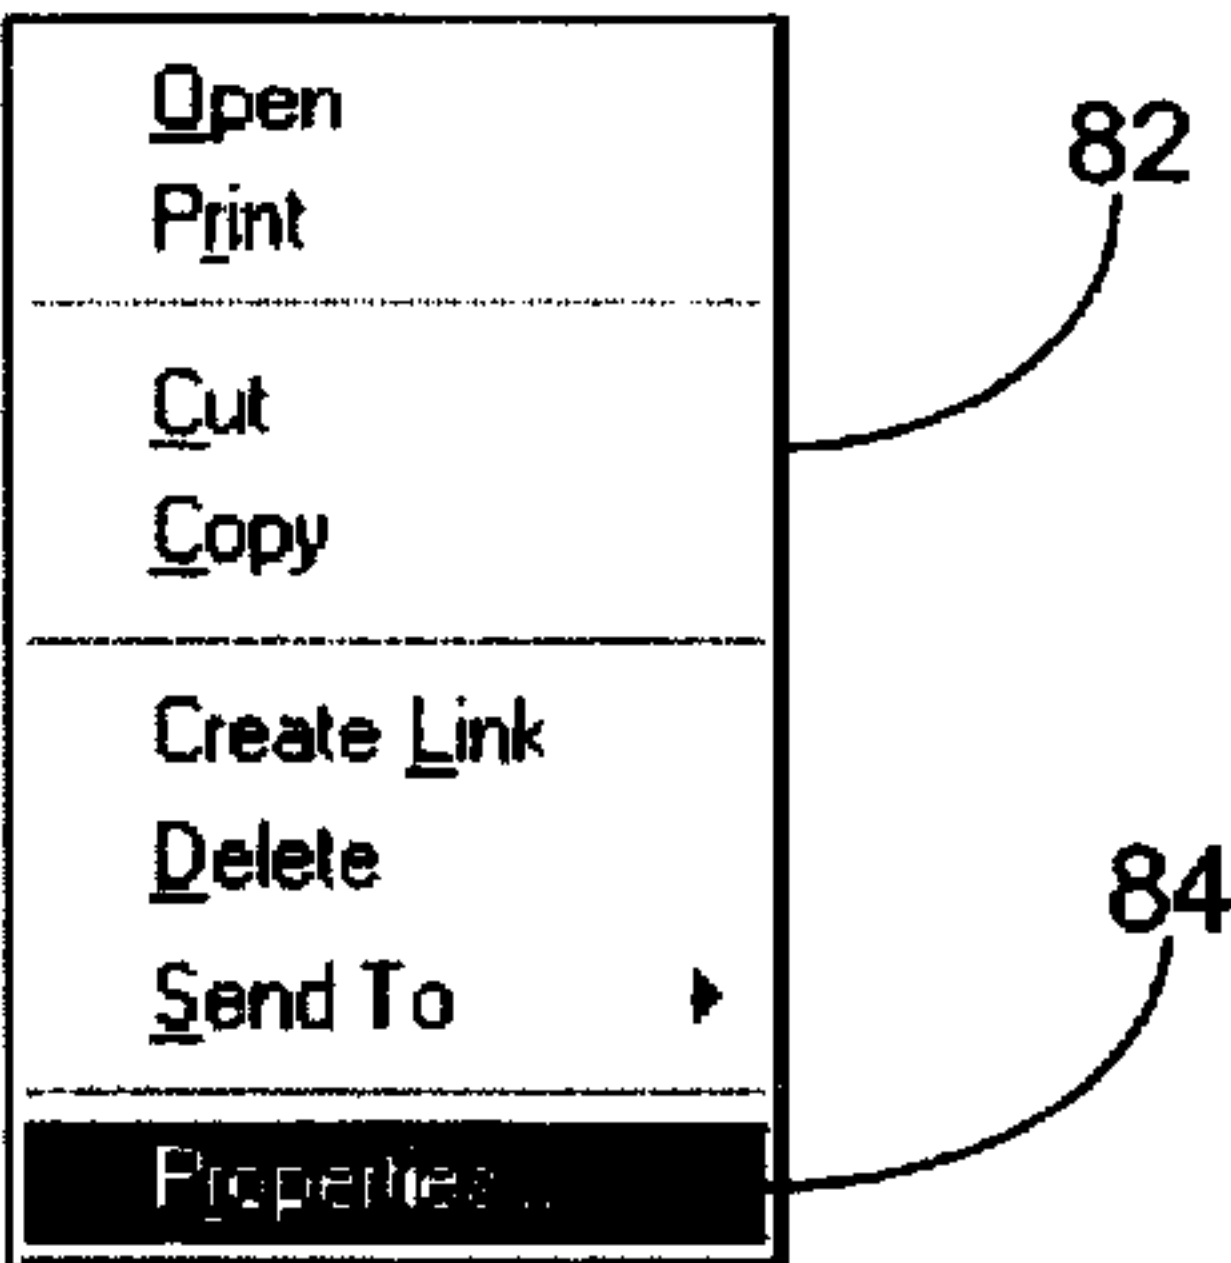 Open
82
Print
Cut
Copy
Create Link
Delete
84
Send To
Properties...